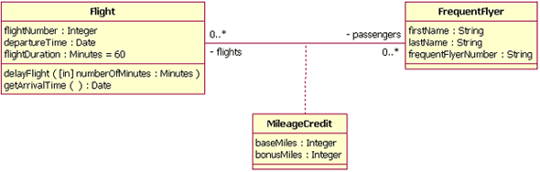 Flight
flightNumber : Integer
departureTime : Date
flightDuration : Minutes = 60
delayFlight ( [in] numberOfMinutes : Minutes )
getArrivalTime ( ) : Date
0..*
- flights
- passengers
0..*
FrequentFlyer
firstName : String
lastName : String
frequentFlyerNumber : String
MileageCredit
baseMiles : Integer
bonusMiles : Integer